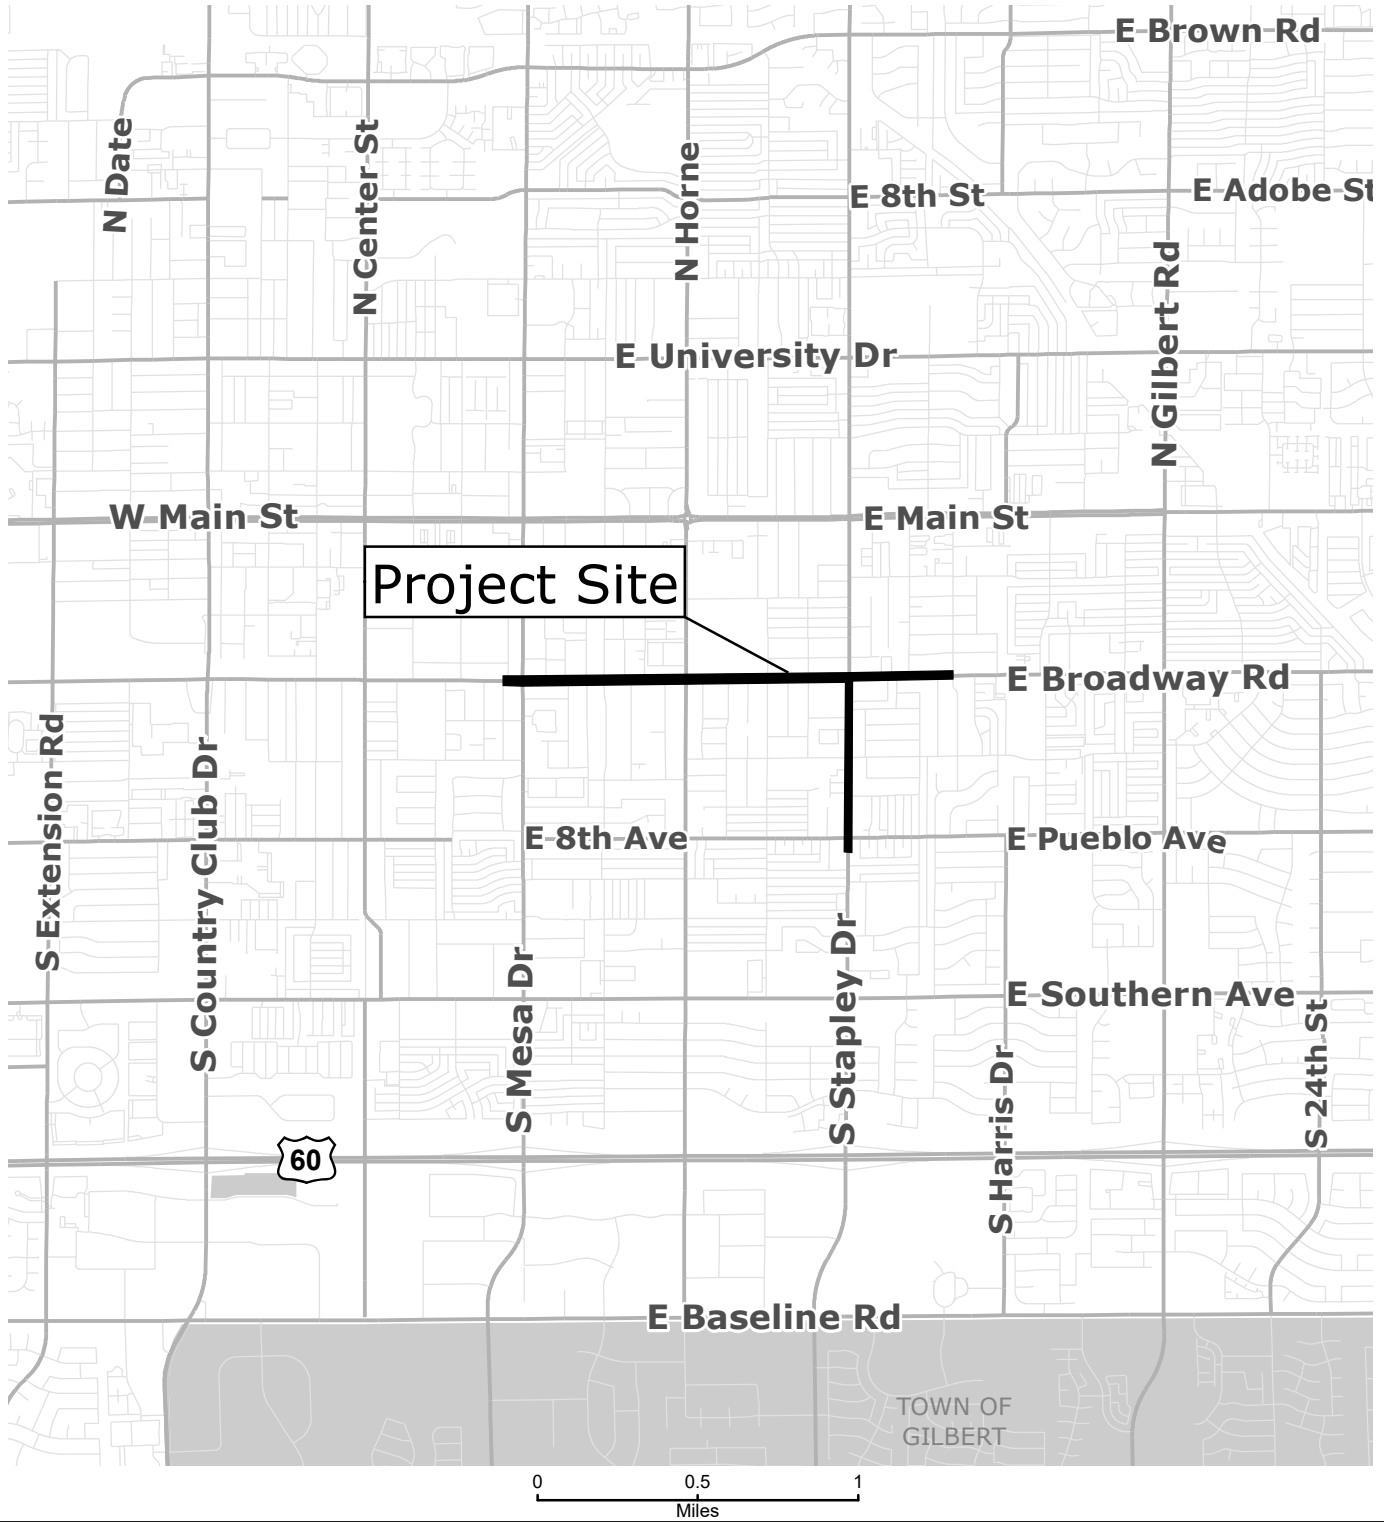 E Brown Rd
N Date
N Center St
N Horne
E 8th St
E Adobe St
N Gilbert Rd
E University Dr
W Main St
E Main St
Project Site
E Broadway Rd
S Extension Rd
S Country Club Dr
E 8th Ave
E Pueblo Ave
S Mesa Dr
S Stapley Dr
E Southern Ave
S Harris Dr
S 24th St
60
E Baseline Rd
TOWN OF
GILBERT
0 0.5 1
Miles